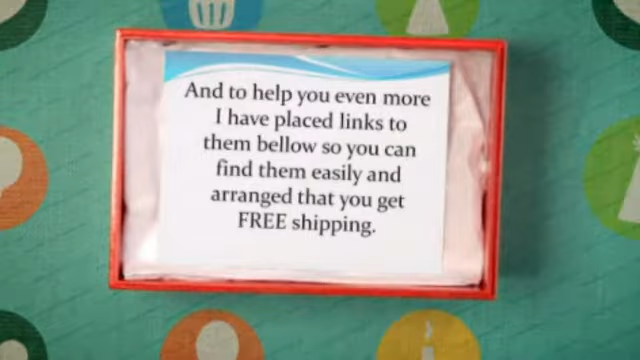 And to help you even more
I have placed links to
them bellow so you can
find them easily and
arranged that you get
FREE shipping.